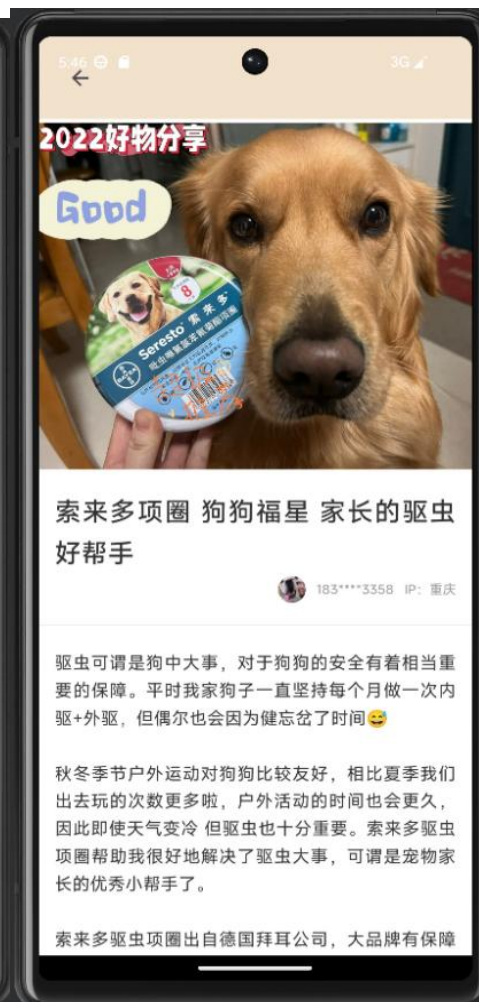 5:46
3G
2022好物分享
Good
8
Seresto 索来多
吡虫啉氟氯苯氰菊酯项圈
索来多项圈 狗狗福星 家长的驱虫
好帮手
183****3358 IP：重庆
驱虫可谓是狗中大事，对于狗狗的安全有着相当重
要的保障。平时我家狗子一直坚持每个月做一次内
驱+外驱，但偶尔也会因为健忘岔了时间😅
秋冬季节户外运动对狗狗比较友好，相比夏季我们
出去玩的次数更多啦，户外活动的时间也会更久，
因此即使天气变冷 但驱虫也十分重要。索来多驱虫
项圈帮助我很好地解决了驱虫大事，可谓是宠物家
长的优秀小帮手了。
索来多驱虫项圈出自德国拜耳公司，大品牌有保障